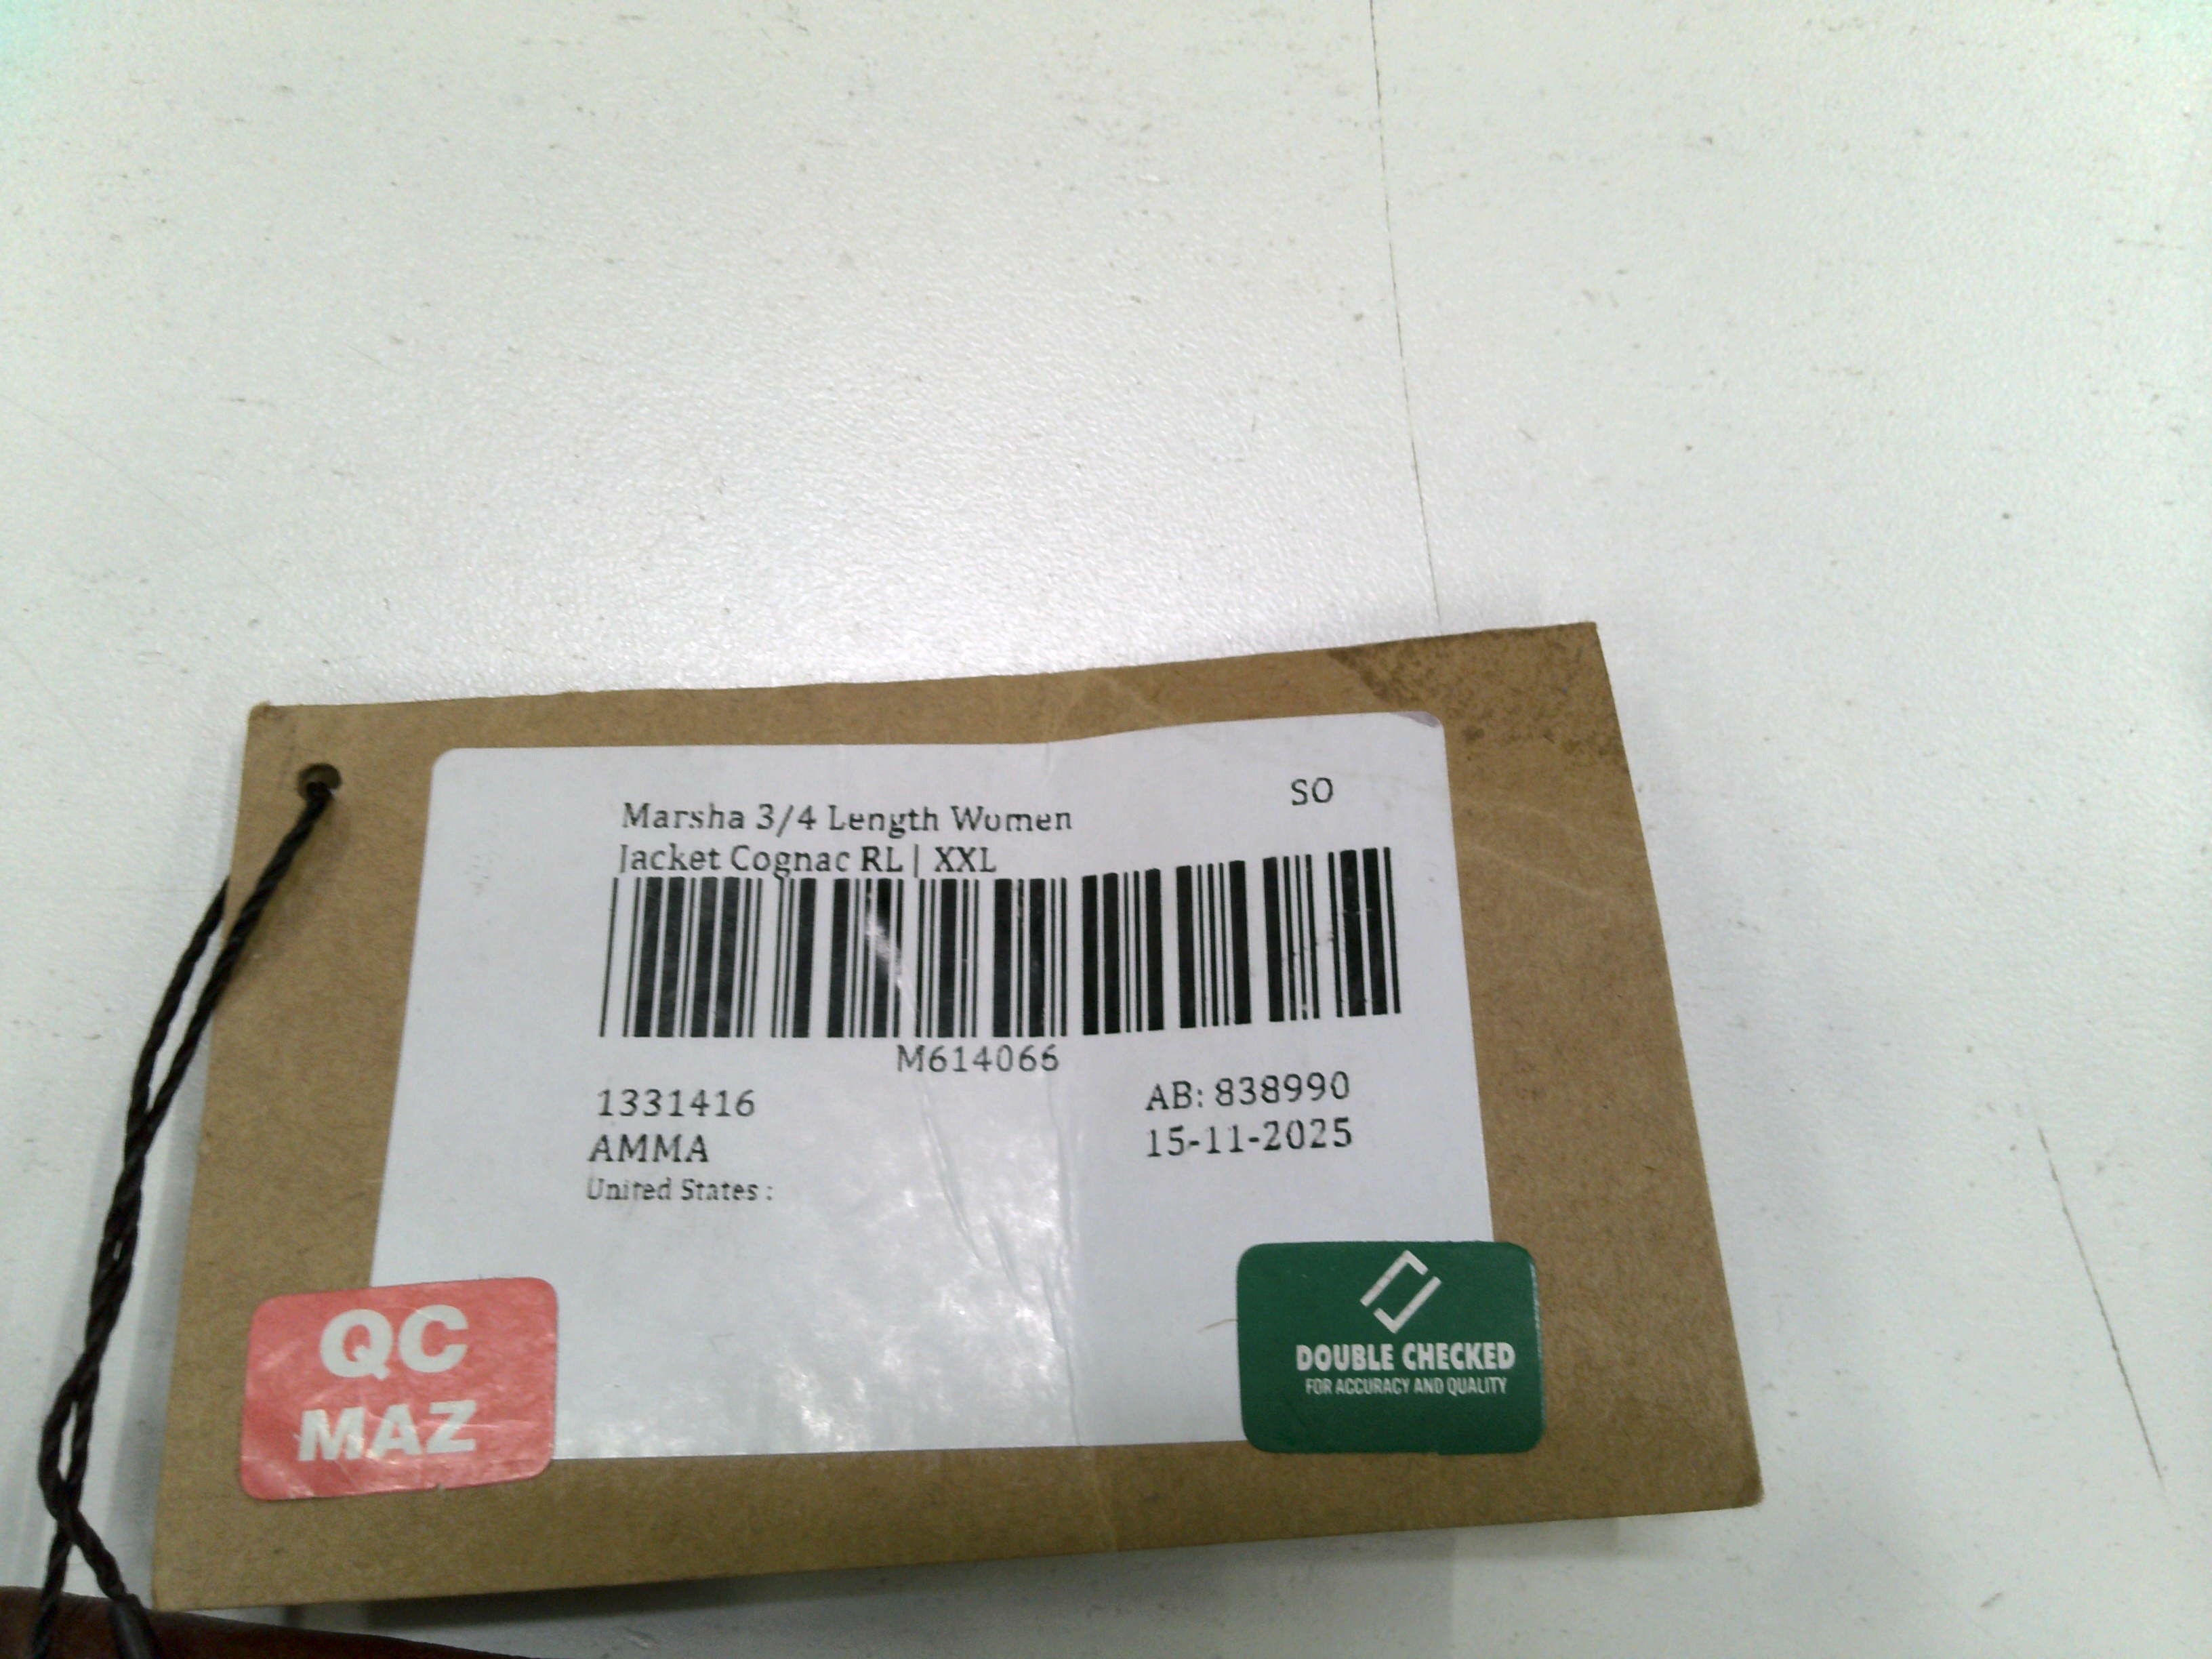 SO
Marsha 3/4 Length Women
Jacket Cognac RL | XXL
M614066
1331416
AB: 838990
AMMA
15-11-2025
United States :
QC
MAZ
DOUBLE CHECKED
FOR ACCURACY AND QUALITY